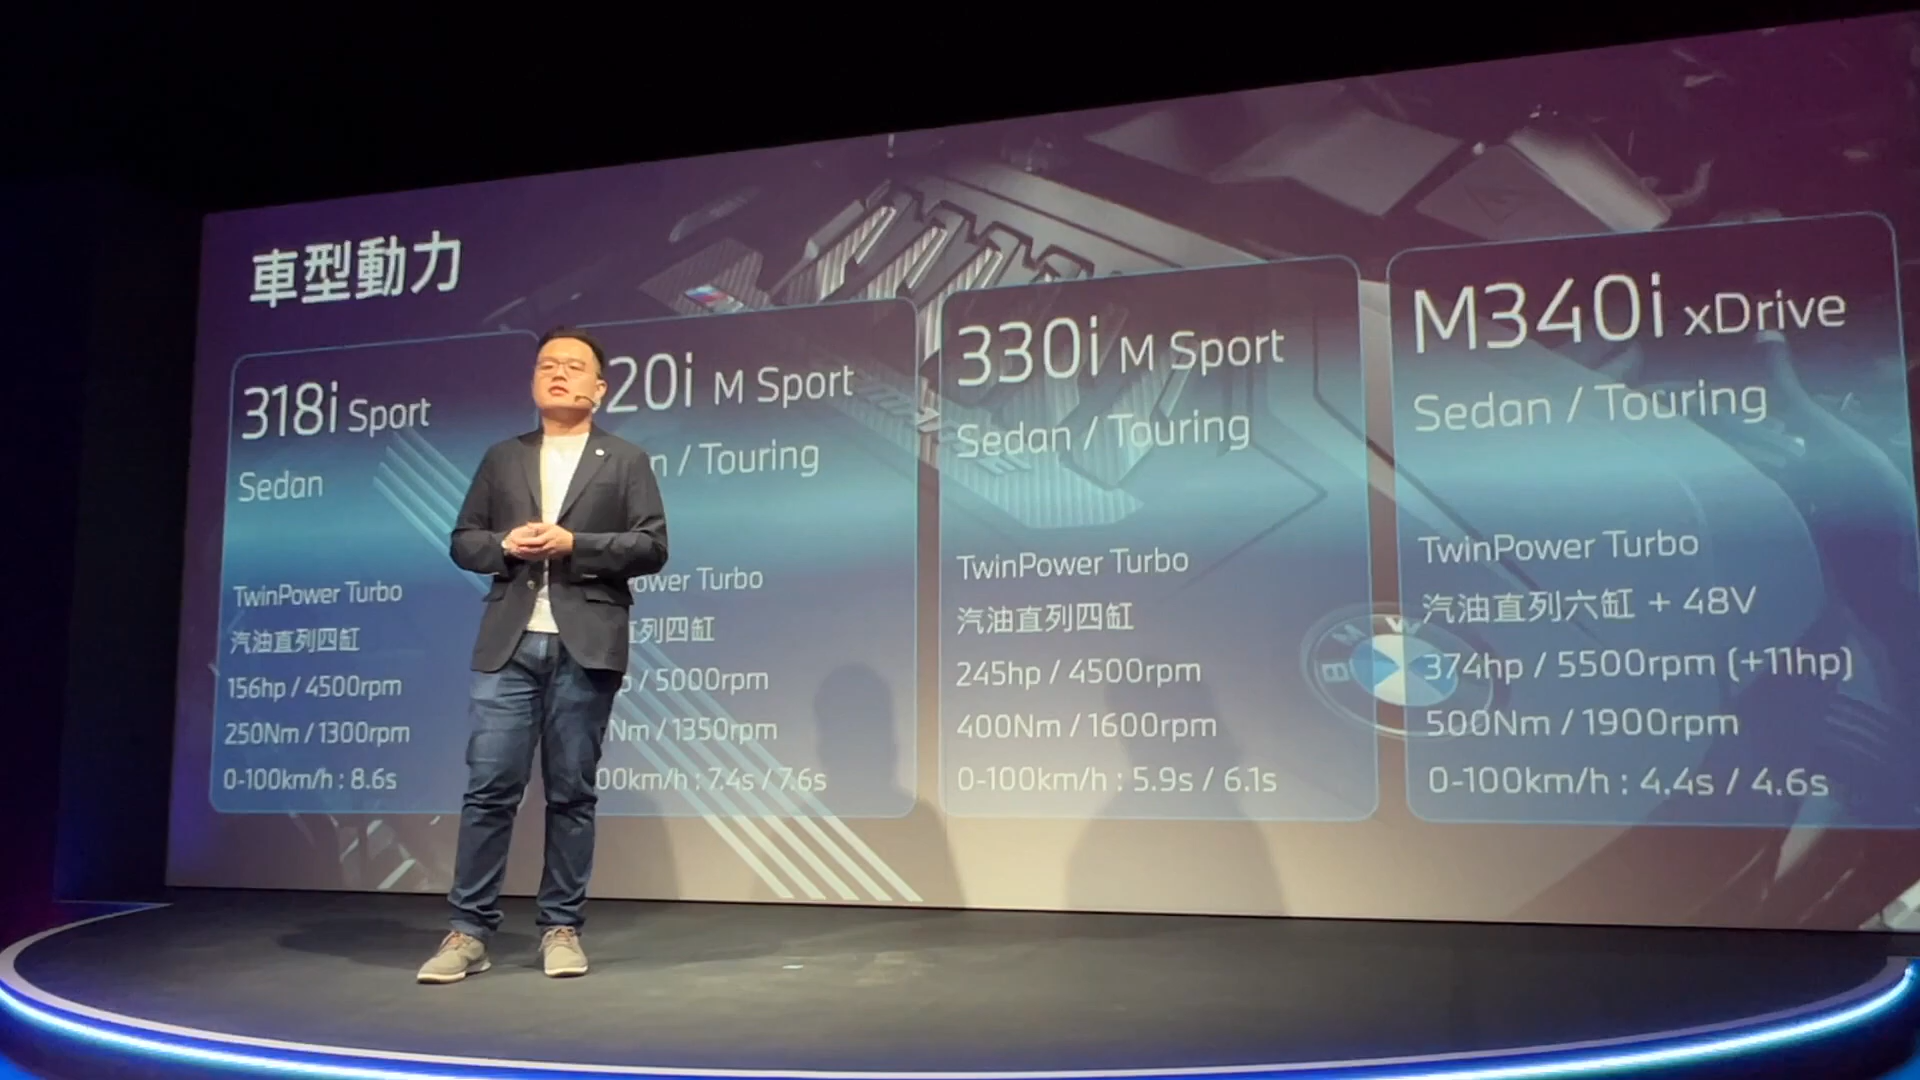 車型動力
318i Sport
Sedan
TwinPower Turbo
汽油直列四缸
156hp / 4500rpm
250Nm / 1300rpm
0-100km/h : 8.6s
20i M Sport
/ Touring
Turbo
列四缸
/ 5000rpm
Nm / 1350rpm
00km/h : 7.4s / 7.6s
330i M Sport
Sedan / Touring
TwinPower Turbo
汽油直列四缸
245hp / 4500rpm
400Nm / 1600rpm
0-100km/h : 5.9s / 6.1s
M340i xDrive
Sedan / Touring
TwinPower Turbo
汽油直列六缸 + 48V
374hp / 5500rpm (+11hp)
500Nm / 1900rpm
0-100km/h : 4.4s / 4.6s
BMW